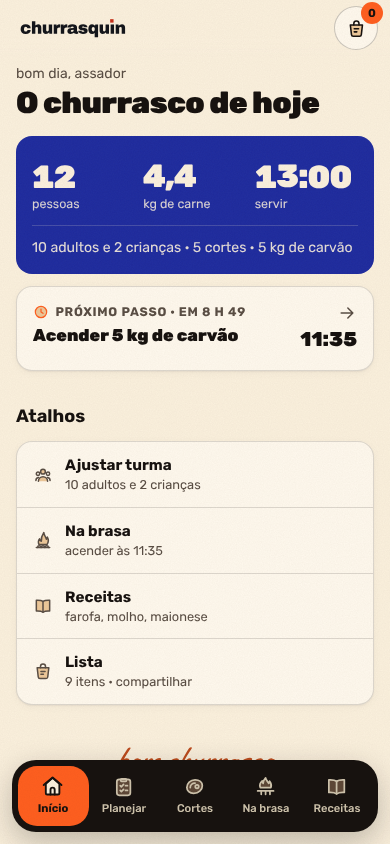 churrasquin
0
bom dia, assador
O churrasco de hoje
12 4,4 13:00
pessoas kg de carne servir
10 adultos e 2 crianças • 5 cortes • 5 kg de carvão
PRÓXIMO PASSO • EM 8 H 49
Acender 5 kg de carvão 11:35
Atalhos
Ajustar turma
10 adultos e 2 crianças
Na brasa
acender às 11:35
Receitas
farofa, molho, maionese
Lista
9 itens • compartilhar
bom churrasco
Início Planejar Cortes Na brasa Receitas